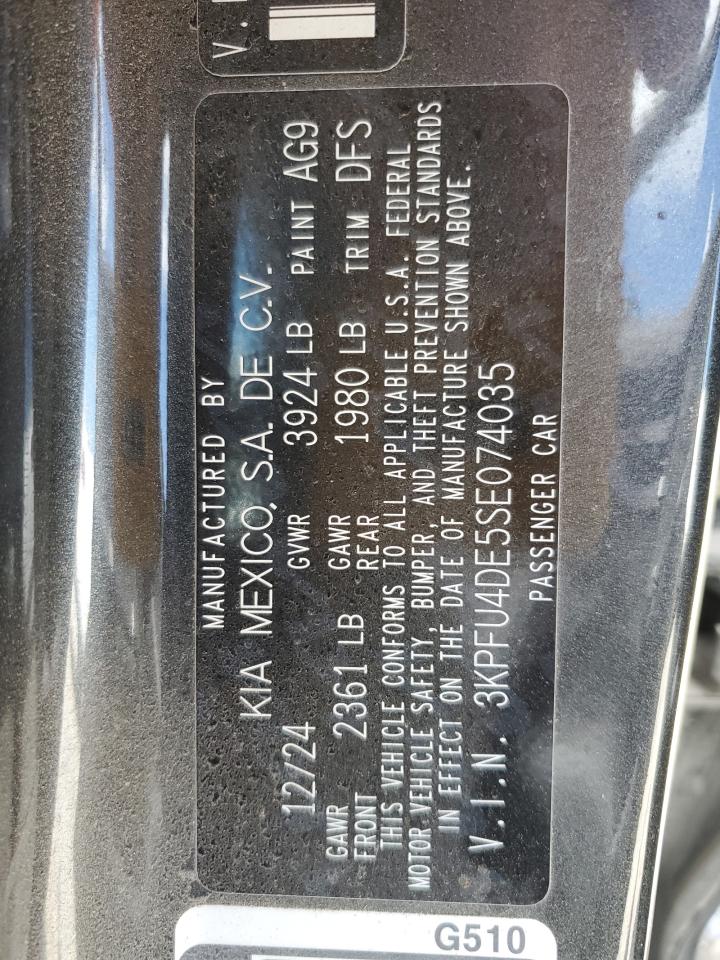 V.I
MANUFACTURED BY
KIA MEXICO, S.A. DE C.V.
12/24 GVWR 3924 LB PAINT AG9
GAWR FRONT 2361 LB GAWR REAR 1980 LB TRIM DFS
THIS VEHICLE CONFORMS TO ALL APPLICABLE U.S.A. FEDERAL
MOTOR VEHICLE SAFETY, BUMPER, AND THEFT PREVENTION STANDARDS
IN EFFECT ON THE DATE OF MANUFACTURE SHOWN ABOVE.
V.I.N. 3KPFU4DE5SE074035
PASSENGER CAR
G510